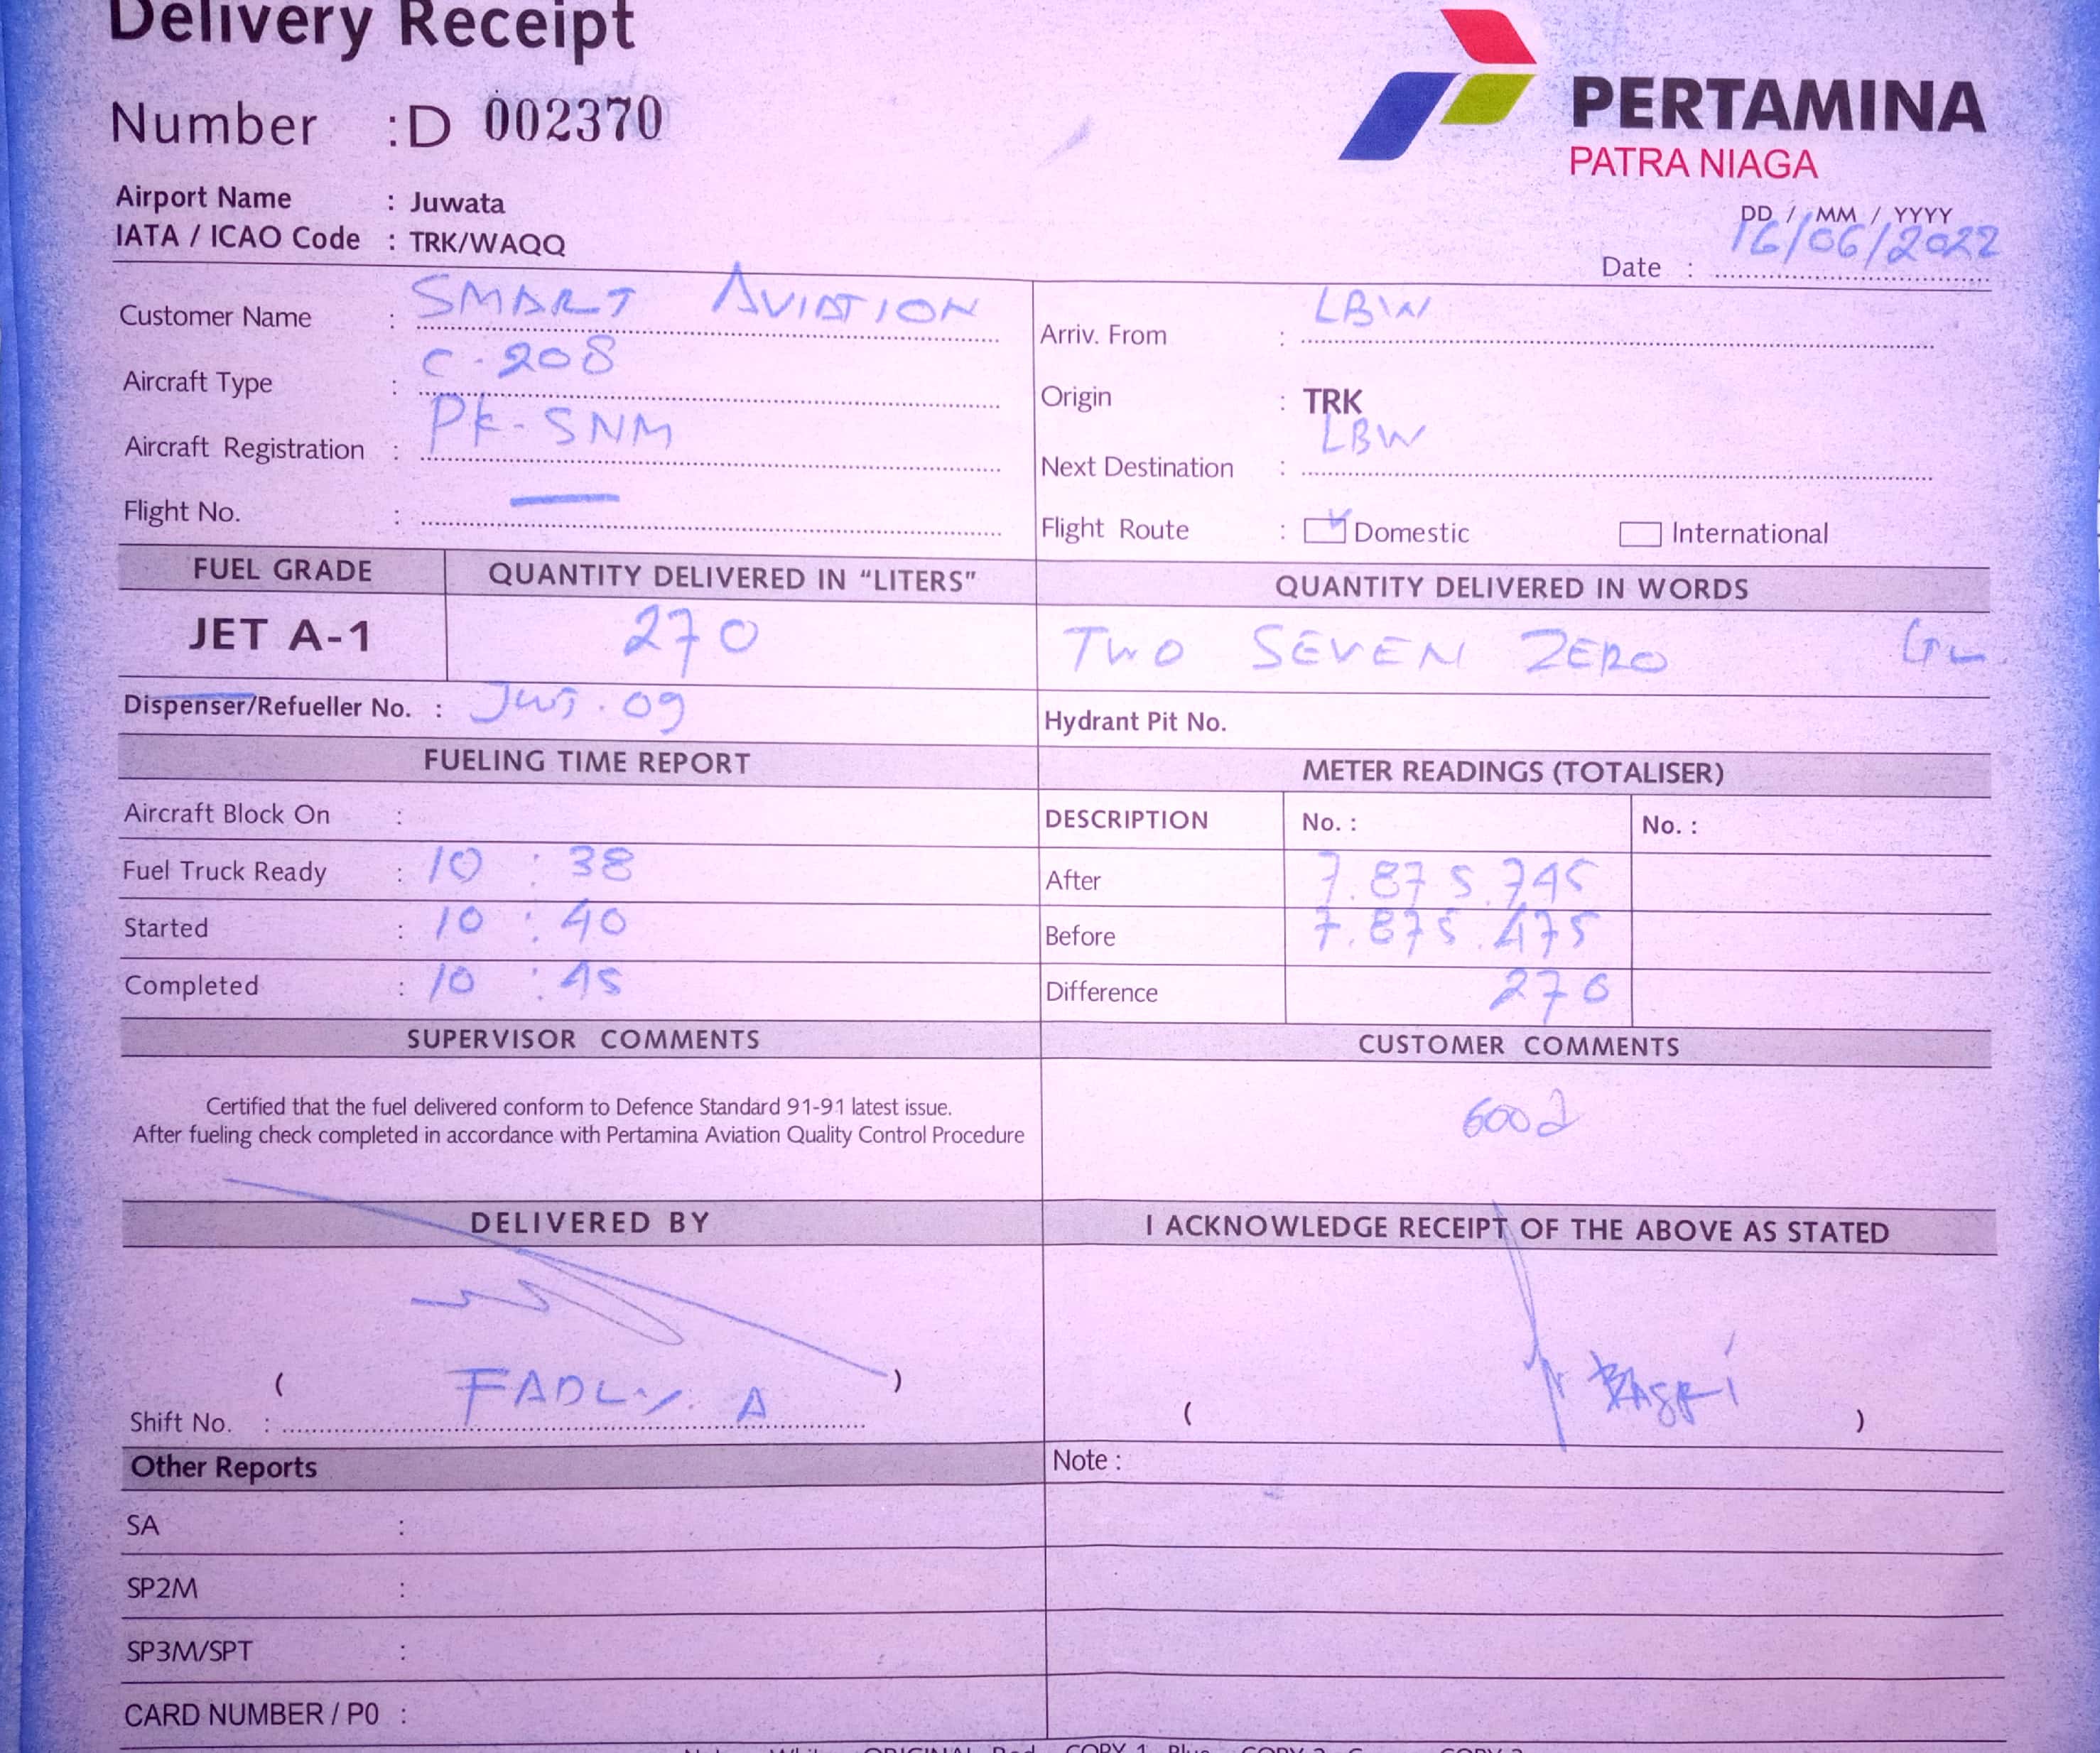 Delivery Receipt
Number : D 002370
PERTAMINA
PATRA NIAGA
Airport Name : Juwata
IATA / ICAO Code : TRK/WAQQ
DD / MM / YYYY
Date : 16/06/2022
Customer Name : SMART AVIATION
Arriv. From : LBW
Aircraft Type : C-208
Origin : TRK
Aircraft Registration : PK-SNM
Next Destination : LBW
Flight No. : —
Flight Route : Domestic International
FUEL GRADE QUANTITY DELIVERED IN “LITERS” QUANTITY DELIVERED IN WORDS
JET A-1 270 TWO SEVEN ZERO
Dispenser/Refueller No. : JWT.09
Hydrant Pit No.
FUELING TIME REPORT METER READINGS (TOTALISER)
Aircraft Block On :
DESCRIPTION No. : No. :
Fuel Truck Ready : 10 : 38
After 7.875.745
Started : 10 : 40
Before 7.875.475
Completed : 10 : 45
Difference 270
SUPERVISOR COMMENTS CUSTOMER COMMENTS
Certified that the fuel delivered conform to Defence Standard 91-91 latest issue.
After fueling check completed in accordance with Pertamina Aviation Quality Control Procedure
Good
DELIVERED BY I ACKNOWLEDGE RECEIPT OF THE ABOVE AS STATED
( FADLY. A )
Shift No. :
( )
Other Reports Note :
SA :
SP2M :
SP3M/SPT :
CARD NUMBER / P0 :